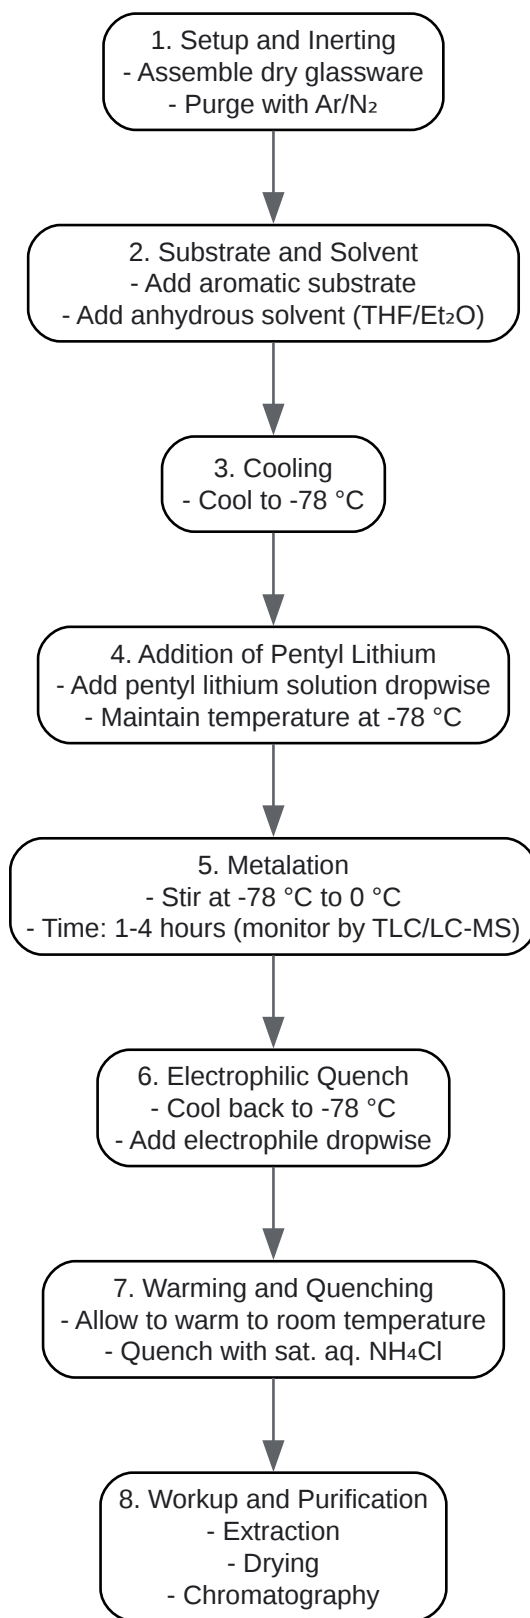 1. Setup and Inerting
- Assemble dry glassware
- Purge with Ar/N₂
2. Substrate and Solvent
- Add aromatic substrate
- Add anhydrous solvent (THF/Et₂O)
3. Cooling
- Cool to -78 °C
4. Addition of Pentyl Lithium
- Add pentyl lithium solution dropwise
- Maintain temperature at -78 °C
5. Metalation
- Stir at -78 °C to 0 °C
- Time: 1-4 hours (monitor by TLC/LC-MS)
6. Electrophilic Quench
- Cool back to -78 °C
- Add electrophile dropwise
7. Warming and Quenching
- Allow to warm to room temperature
- Quench with sat. aq. NH₄Cl
8. Workup and Purification
- Extraction
- Drying
- Chromatography